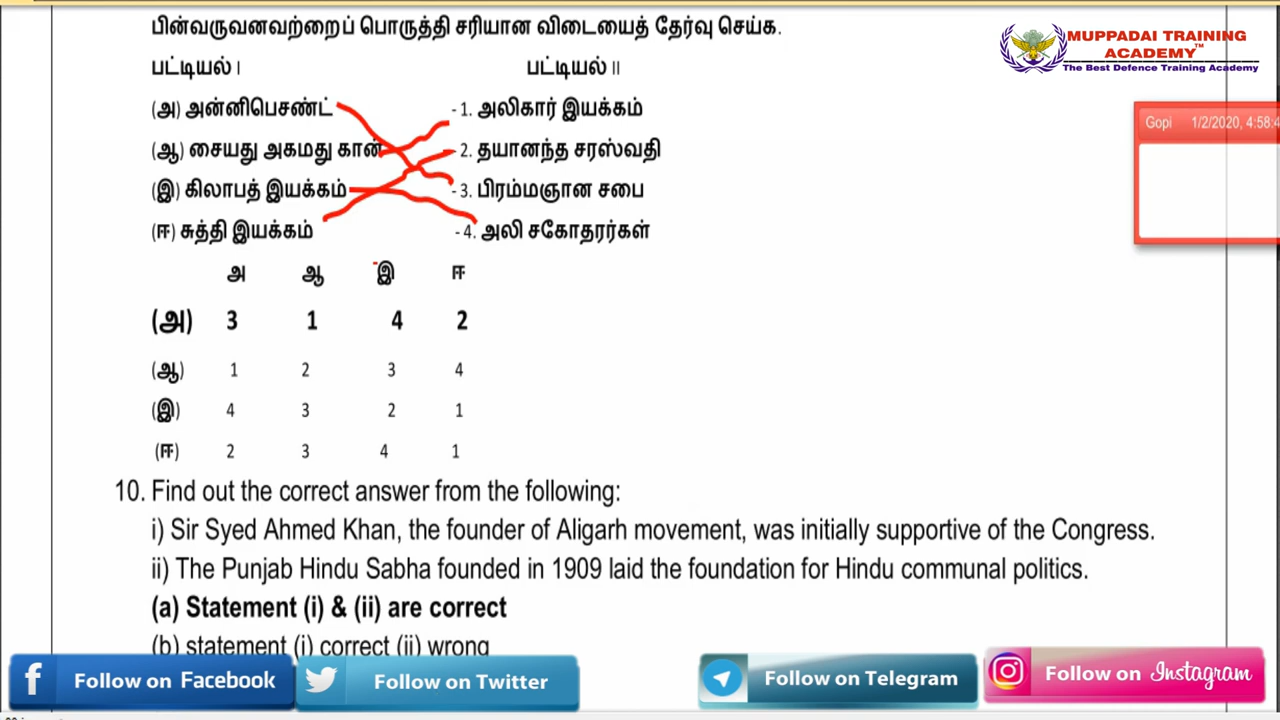 பின்வருவனவற்றைப் பொருத்தி சரியான விடையைத் தேர்வு செய்க.
MUPPADAI TRAINING
ACADEMY™
The Best Defence Training Academy
பட்டியல் I பட்டியல் II
(அ) அன்னிபெசண்ட் - 1. அலிகார் இயக்கம்
(ஆ) சையது அகமது கான் - 2. தயானந்த சரஸ்வதி
(இ) கிலாபத் இயக்கம் - 3. பிரம்மஞான சபை
(ஈ) சுத்தி இயக்கம் - 4. அலி சகோதரர்கள்
Gopi 1/2/2020, 4:58:4
அ ஆ இ ஈ
(அ) 3 1 4 2
(ஆ) 1 2 3 4
(இ) 4 3 2 1
(ஈ) 2 3 4 1
10. Find out the correct answer from the following:
i) Sir Syed Ahmed Khan, the founder of Aligarh movement, was initially supportive of the Congress.
ii) The Punjab Hindu Sabha founded in 1909 laid the foundation for Hindu communal politics.
(a) Statement (i) & (ii) are correct
(b) statement (i) correct (ii) wrong
Follow on Facebook
Follow on Twitter
Follow on Telegram
Follow on Instagram